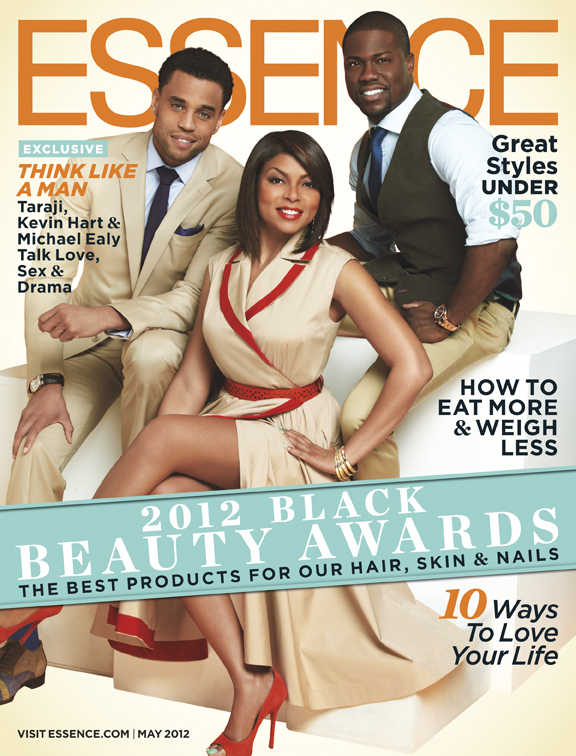 ESSENCE
EXCLUSIVE
THINK LIKE
A MAN
Taraji,
Kevin Hart &
Michael Ealy
Talk Love,
Sex &
Drama
Great
Styles
UNDER
$50
HOW TO
EAT MORE
& WEIGH
LESS
2012 BLACK
BEAUTY AWARDS
THE BEST PRODUCTS FOR OUR HAIR, SKIN & NAILS
10 Ways
To Love
Your Life
VISIT ESSENCE.COM | MAY 2012